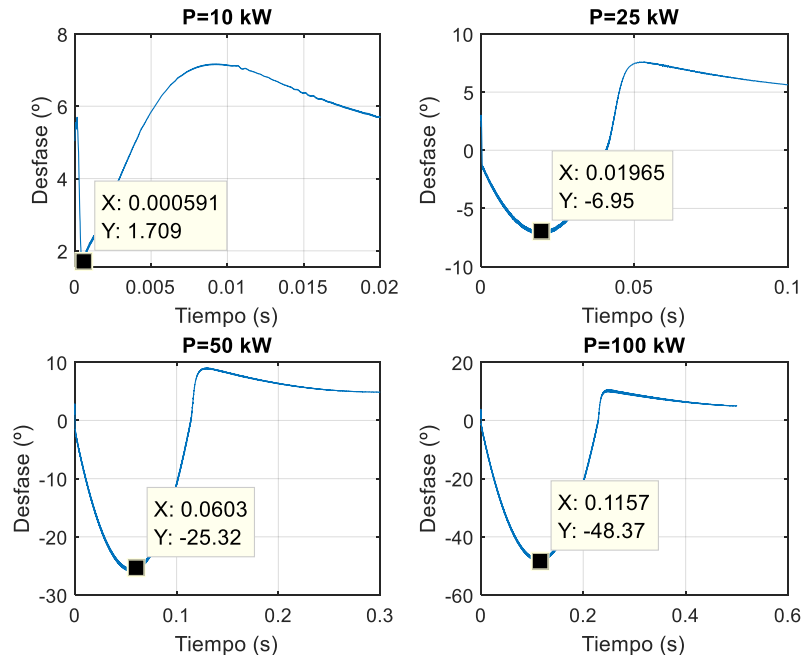 P=10 kW
Desfase (º)
8
6
4
2
X: 0.000591
Y: 1.709
0
0.005
0.01
0.015
0.02
Tiempo (s)
P=25 kW
Desfase (º)
10
5
0
-5
-10
X: 0.01965
Y: -6.95
0
0.05
0.1
Tiempo (s)
P=50 kW
Desfase (º)
10
0
-10
-20
-30
X: 0.0603
Y: -25.32
0
0.1
0.2
0.3
Tiempo (s)
P=100 kW
Desfase (º)
20
0
-20
-40
-60
X: 0.1157
Y: -48.37
0
0.2
0.4
0.6
Tiempo (s)